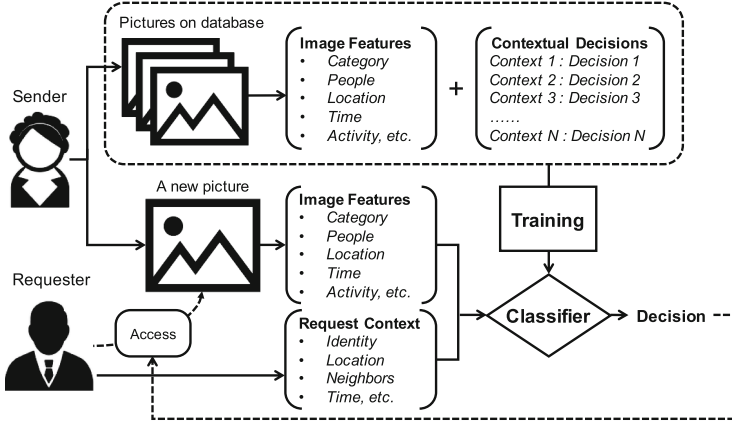 Pictures on database
Image Features
• Category
• People
• Location
• Time
• Activity, etc.
+
Contextual Decisions
Context 1 : Decision 1
Context 2 : Decision 2
Context 3 : Decision 3
……
Context N : Decision N
Sender
A new picture
Image Features
• Category
• People
• Location
• Time
• Activity, etc.
Training
Requester
Access
Request Context
• Identity
• Location
• Neighbors
• Time, etc.
Classifier
Decision